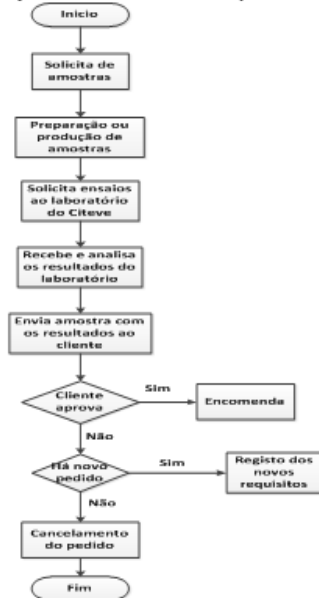 Inicio
Solicita de
amostras
Preparação ou
produção de
amostras
Solicita ensaios
ao laboratório
do Citeve
Recebe e analisa
os resultados do
laboratório
Envia amostra com
os resultados ao
cliente
Cliente
aprova
Sim
Encomenda
Não
Há novo
pedido
Sim
Registo dos
novos
requisitos
Não
Cancelamento
do pedido
Fim